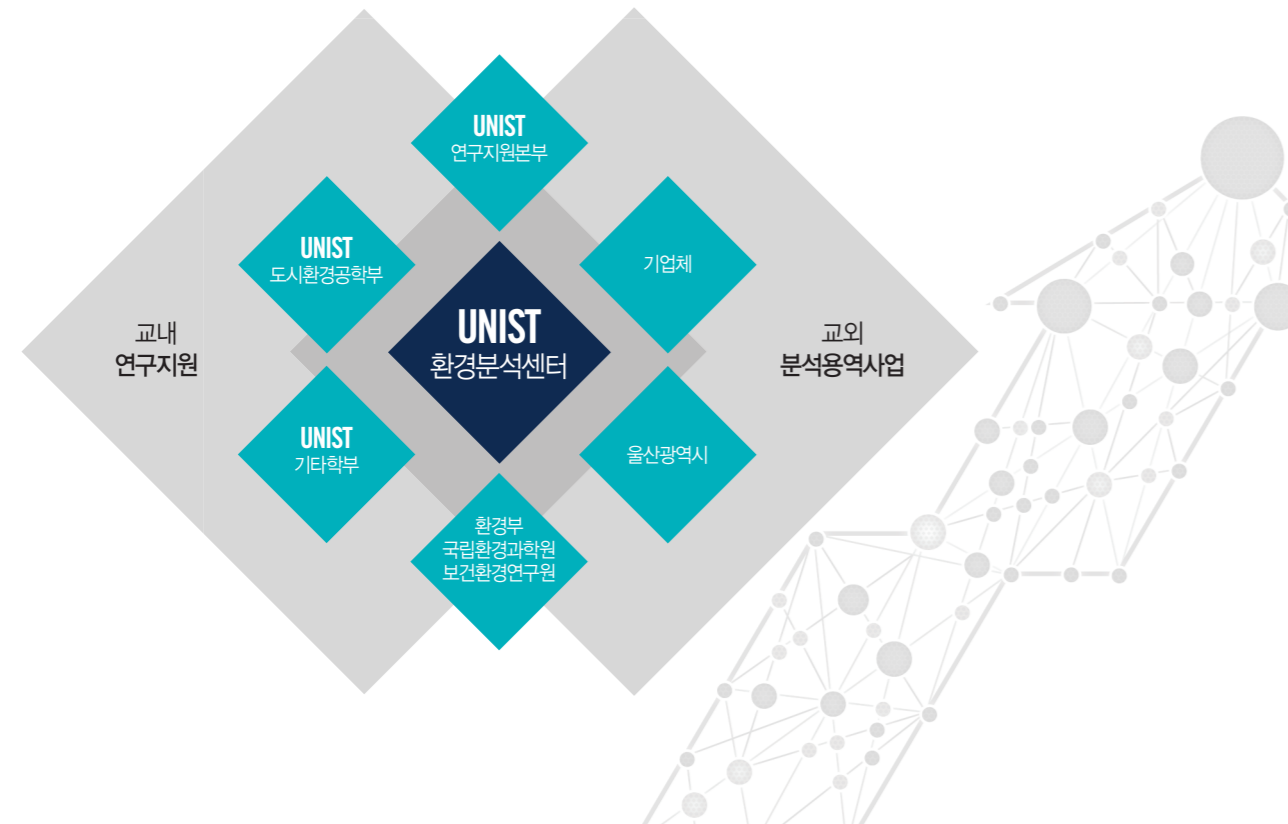 UNIST
연구지원본부
UNIST
도시환경공학부
기업체
교내
연구지원
UNIST
환경분석센터
교외
분석용역사업
UNIST
기타학부
울산광역시
환경부
국립환경과학원
보건환경연구원